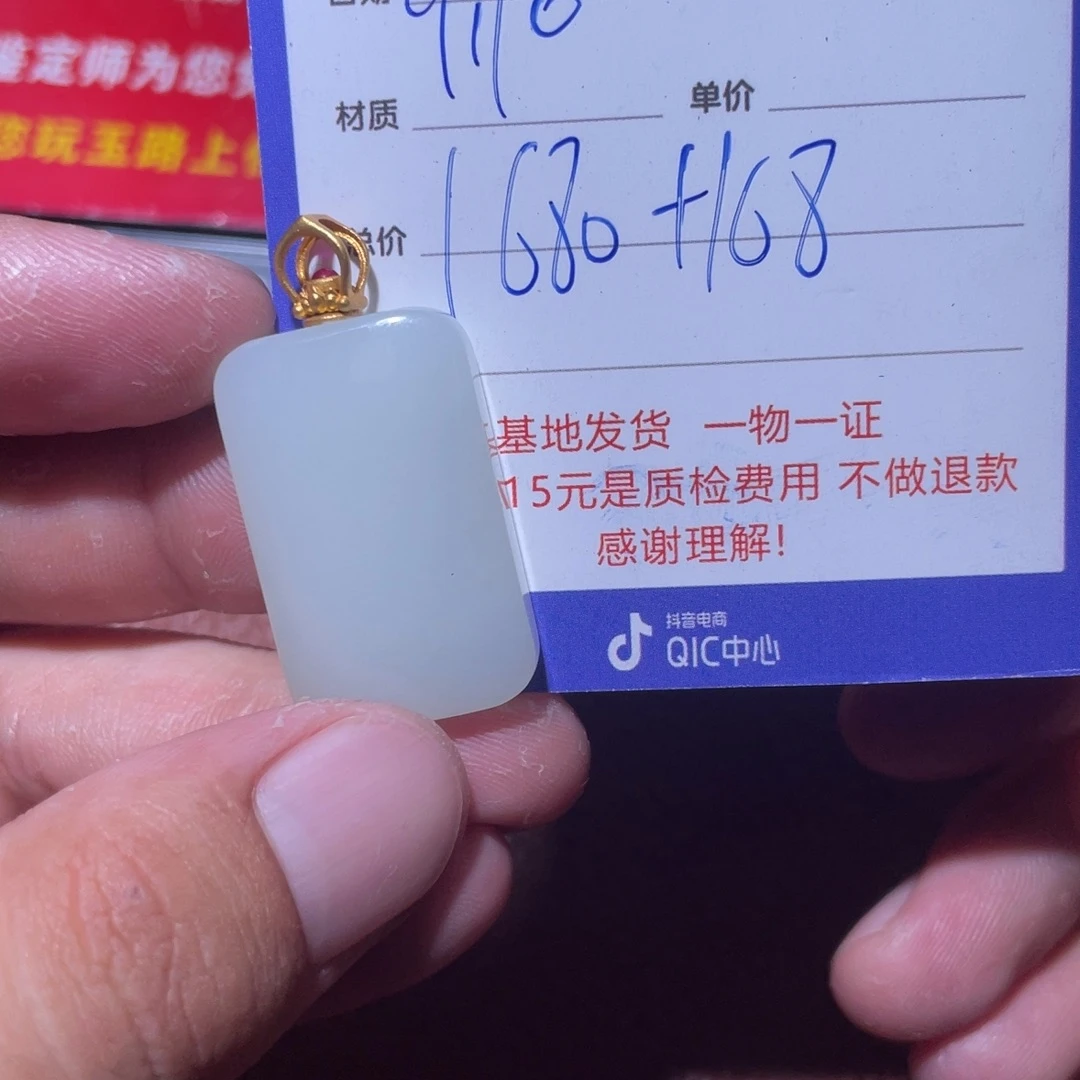 鉴定师为您
您玩玉路上
材质 单价
总价 1680+168
基地发货 一物一证
15元是质检费用 不做退款
感谢理解!
抖音电商
QIC中心